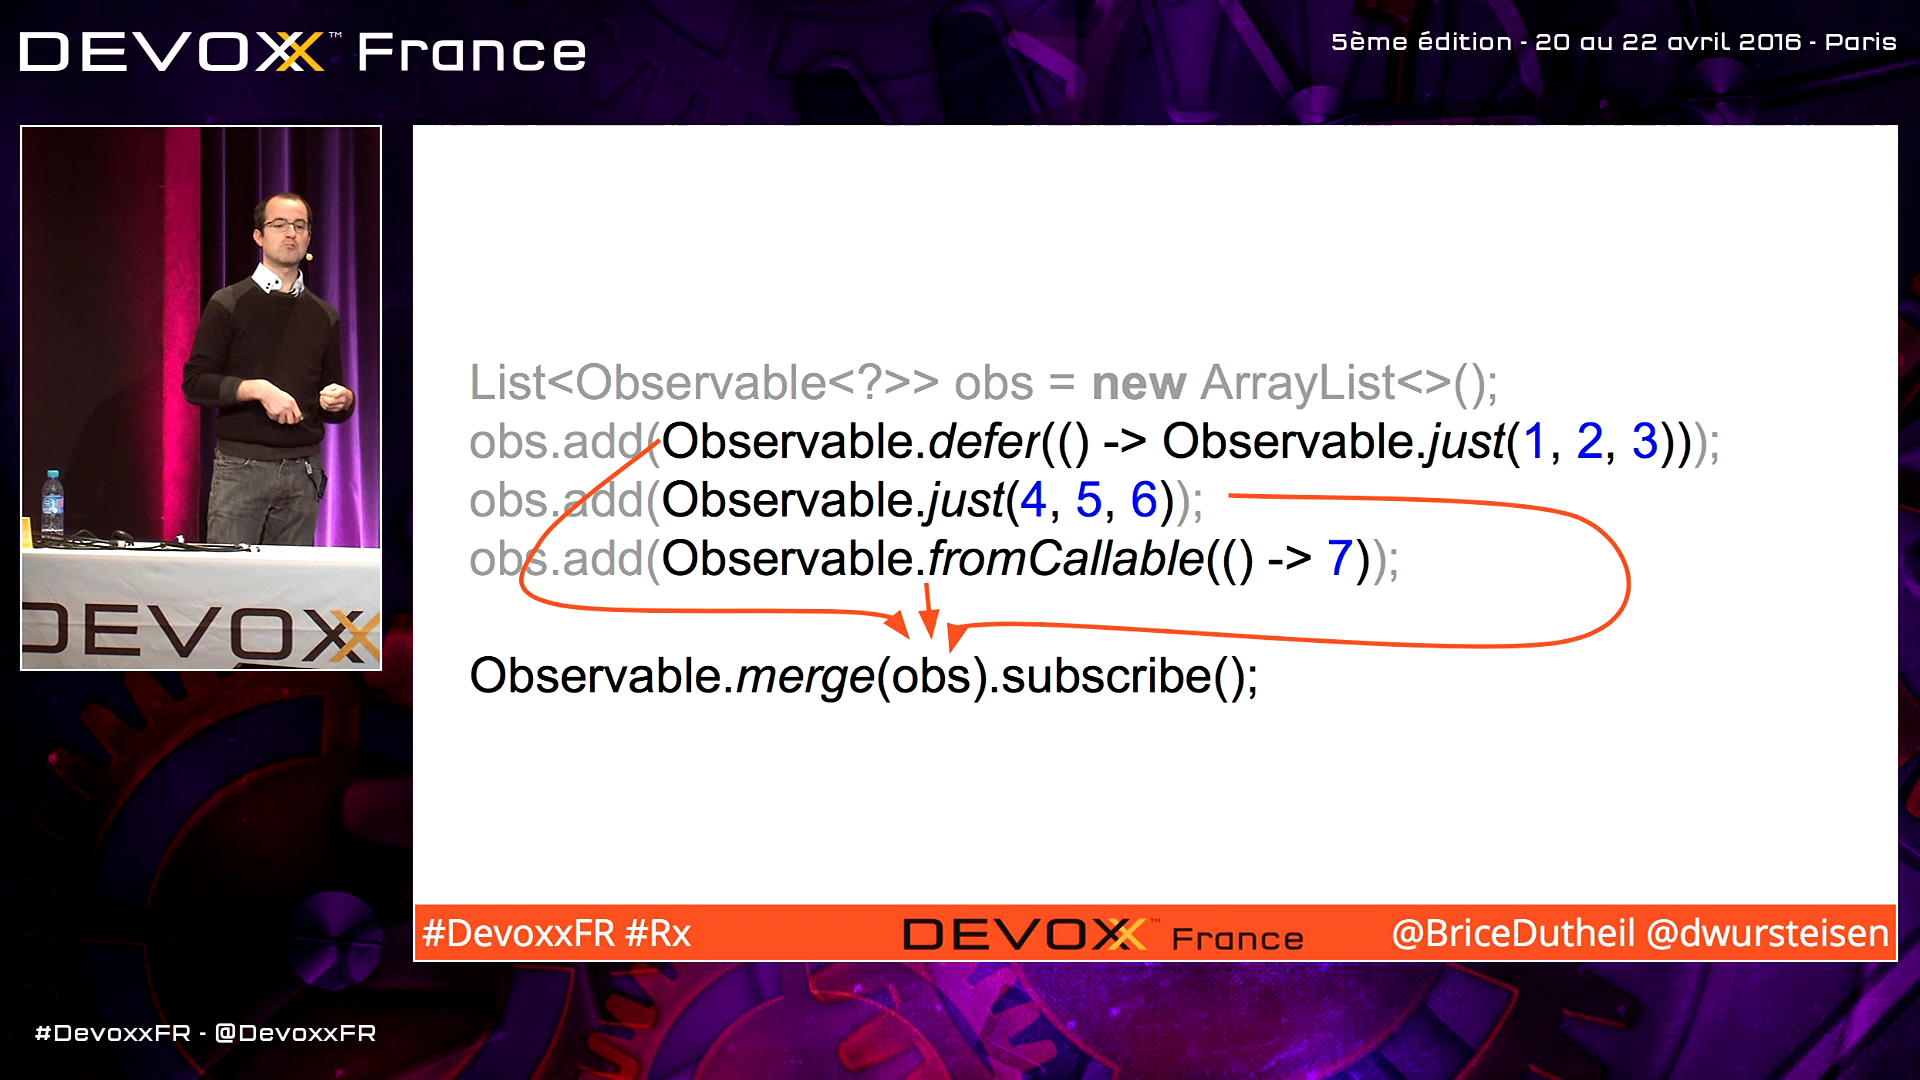 DEVOXX™ France
5ème édition - 20 au 22 avril 2016 - Paris
DEVOXX
List<Observable<?>> obs = new ArrayList<>();
obs.add(Observable.defer(() -> Observable.just(1, 2, 3)));
obs.add(Observable.just(4, 5, 6));
obs.add(Observable.fromCallable(() -> 7));
Observable.merge(obs).subscribe();
#DevoxxFR #Rx
DEVOXX™ France
@BriceDutheil @dwursteisen
#DevoxxFR - @DevoxxFR